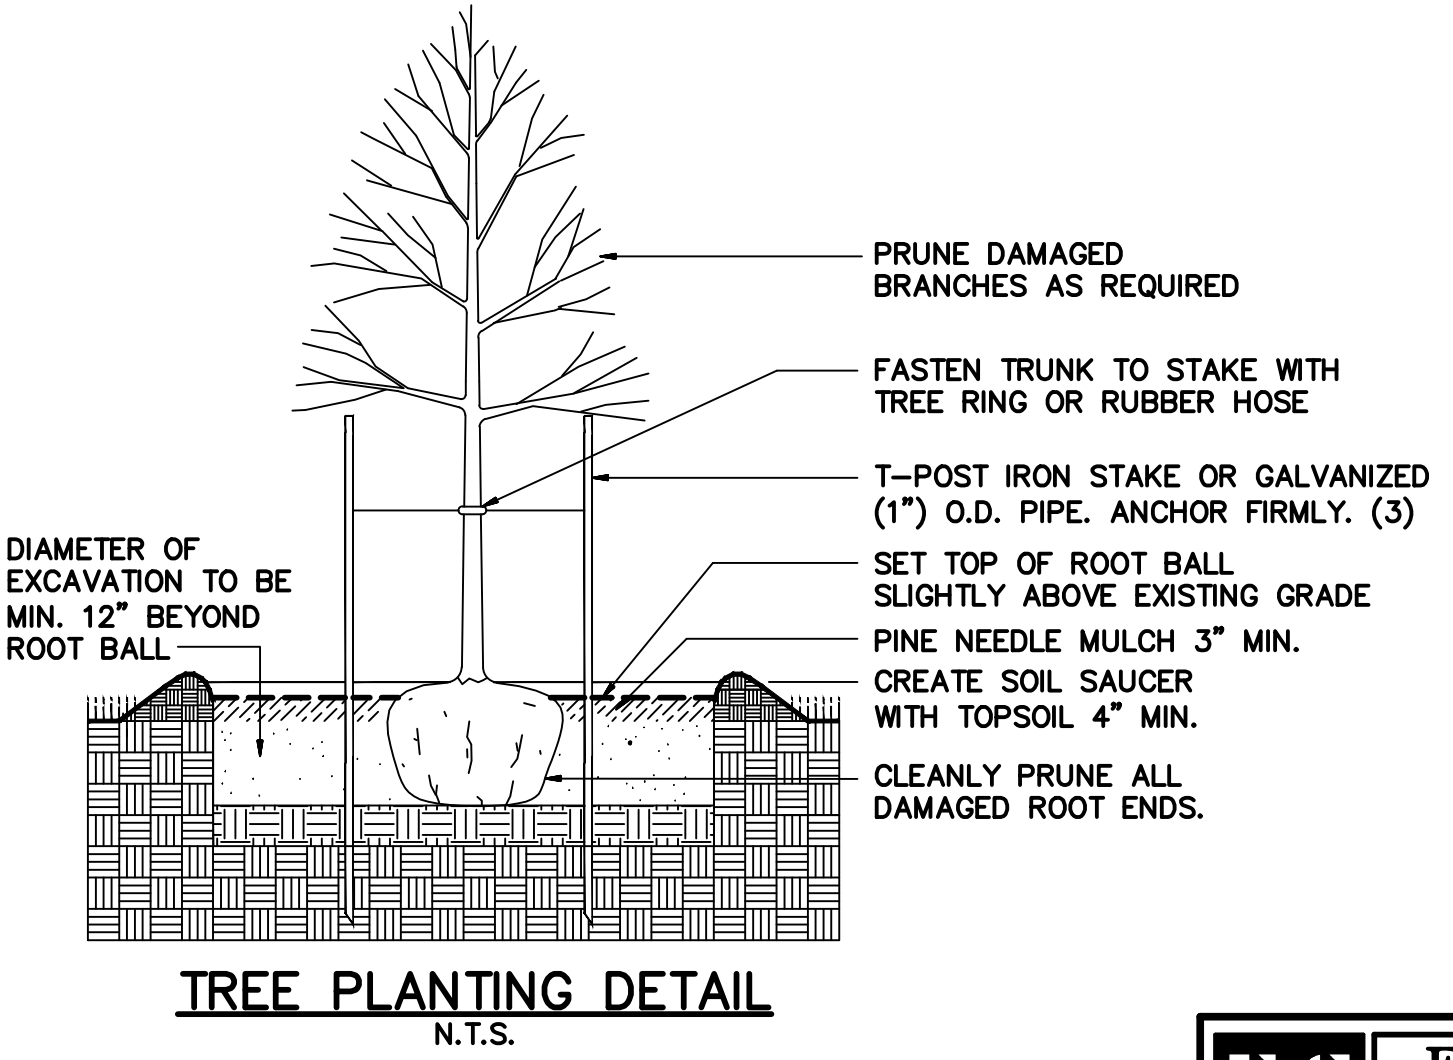 PRUNE DAMAGED
BRANCHES AS REQUIRED
FASTEN TRUNK TO STAKE WITH
TREE RING OR RUBBER HOSE
T-POST IRON STAKE OR GALVANIZED
(1") O.D. PIPE. ANCHOR FIRMLY. (3)
DIAMETER OF
EXCAVATION TO BE
MIN. 12" BEYOND
ROOT BALL
SET TOP OF ROOT BALL
SLIGHTLY ABOVE EXISTING GRADE
PINE NEEDLE MULCH 3" MIN.
CREATE SOIL SAUCER
WITH TOPSOIL 4" MIN.
CLEANLY PRUNE ALL
DAMAGED ROOT ENDS.
TREE PLANTING DETAIL
N.T.S.